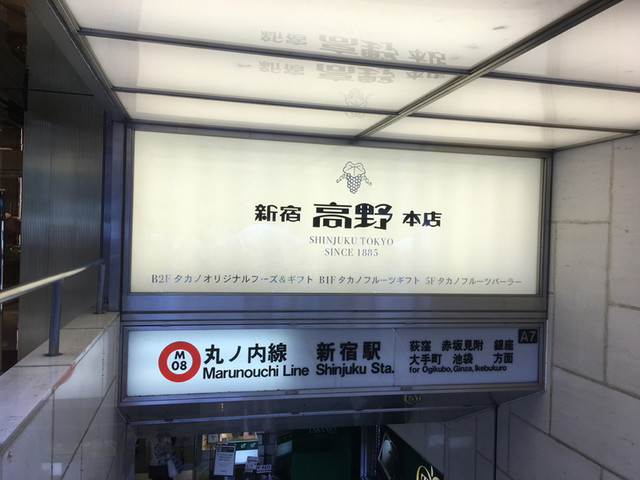 新宿 高野 本店
SHINJUKU TOKYO
SINCE 1885
B2F タカノオリジナルフーズ&ギフト B1F タカノフルーツギフト 5F タカノフルーツパーラー
M 08
丸ノ内線 新宿駅
Marunouchi Line Shinjuku Sta.
荻窪 赤坂見附 銀座
大手町 池袋 方面
for Ogikubo,Ginza,Ikebukuro
A7